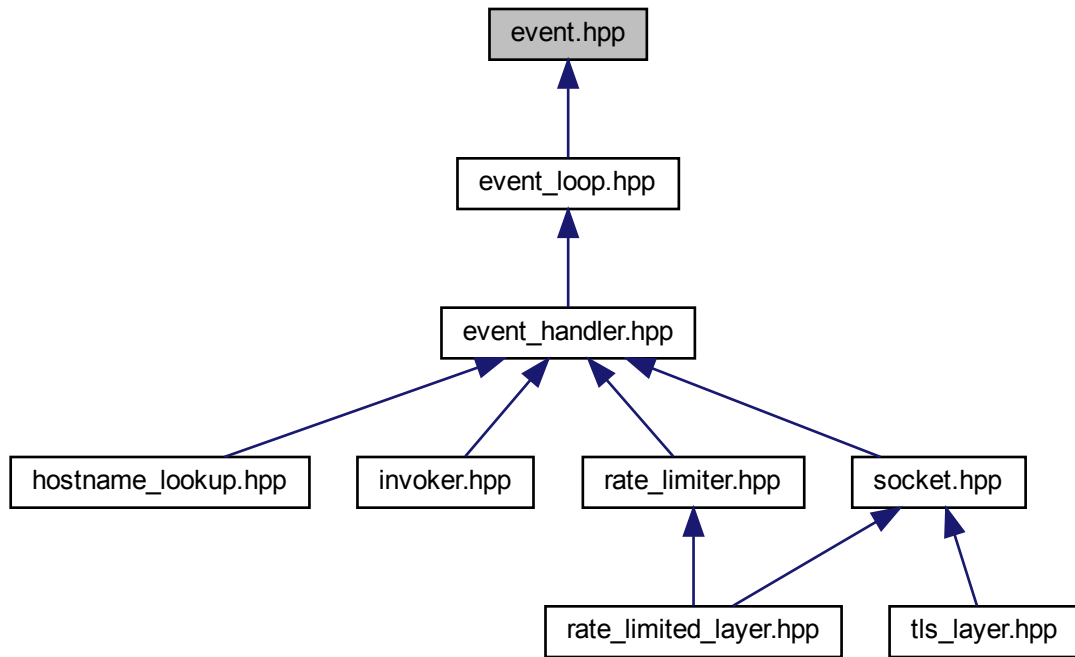 event.hpp
event_loop.hpp
event_handler.hpp
hostname_lookup.hpp
invoker.hpp
rate_limiter.hpp
socket.hpp
rate_limited_layer.hpp
tls_layer.hpp